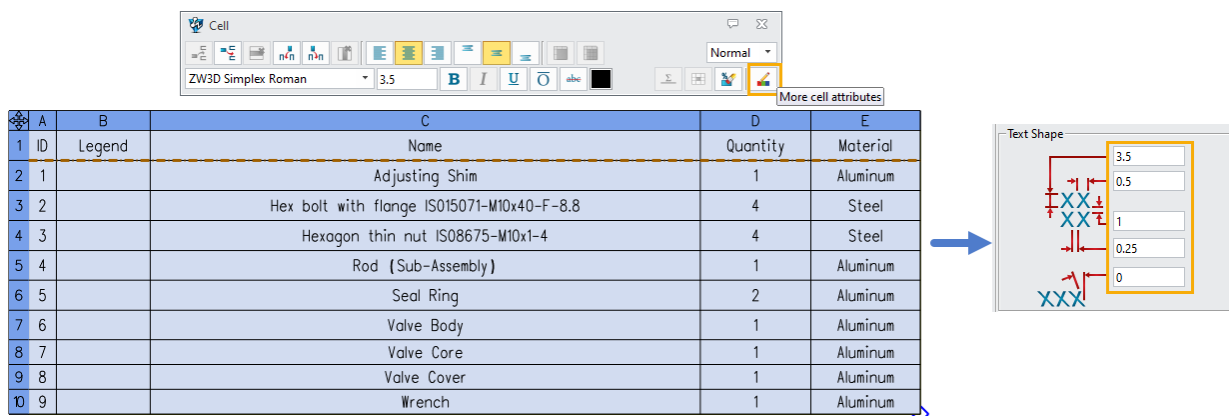 Cell
Normal
ZW3D Simplex Roman 3.5 B I U O abc Σ
More cell attributes
A B C D E
1 ID Legend Name Quantity Material
2 1 Adjusting Shim 1 Aluminum
3 2 Hex bolt with flange ISO15071-M10x40-F-8.8 4 Steel
4 3 Hexagon thin nut ISO8675-M10x1-4 4 Steel
5 4 Rod (Sub-Assembly) 1 Aluminum
6 5 Seal Ring 2 Aluminum
7 6 Valve Body 1 Aluminum
8 7 Valve Core 1 Aluminum
9 8 Valve Cover 1 Aluminum
10 9 Wrench 1 Aluminum
Text Shape
3.5
0.5
XX
XX
1
0.25
0
XXX